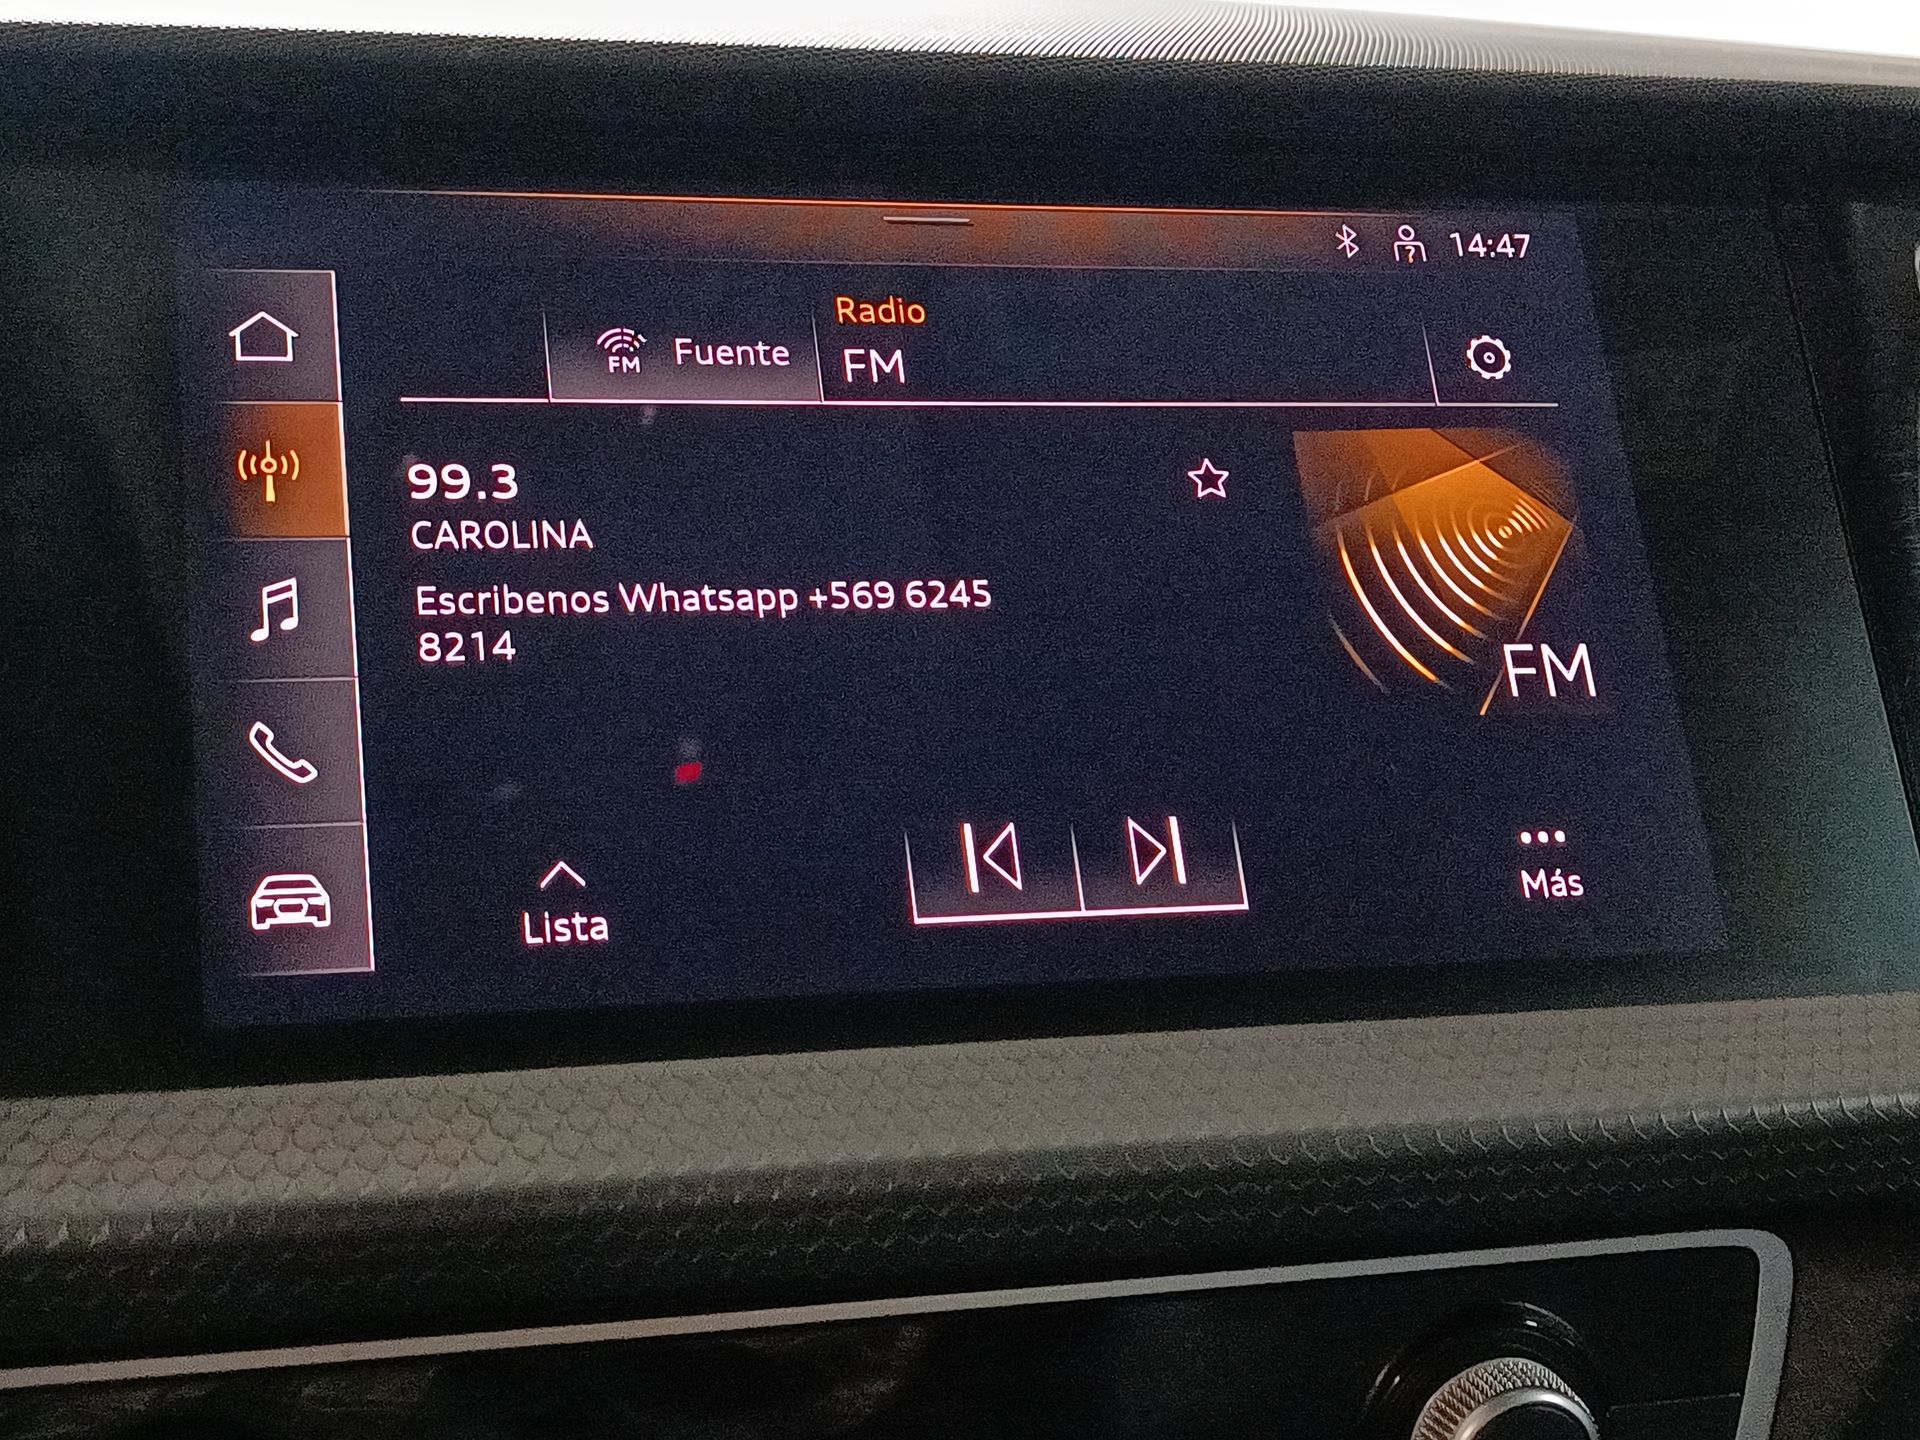 14:47
Radio
FM Fuente
FM
99.3
CAROLINA
Escribenos Whatsapp +569 6245
8214
FM
Lista
Más